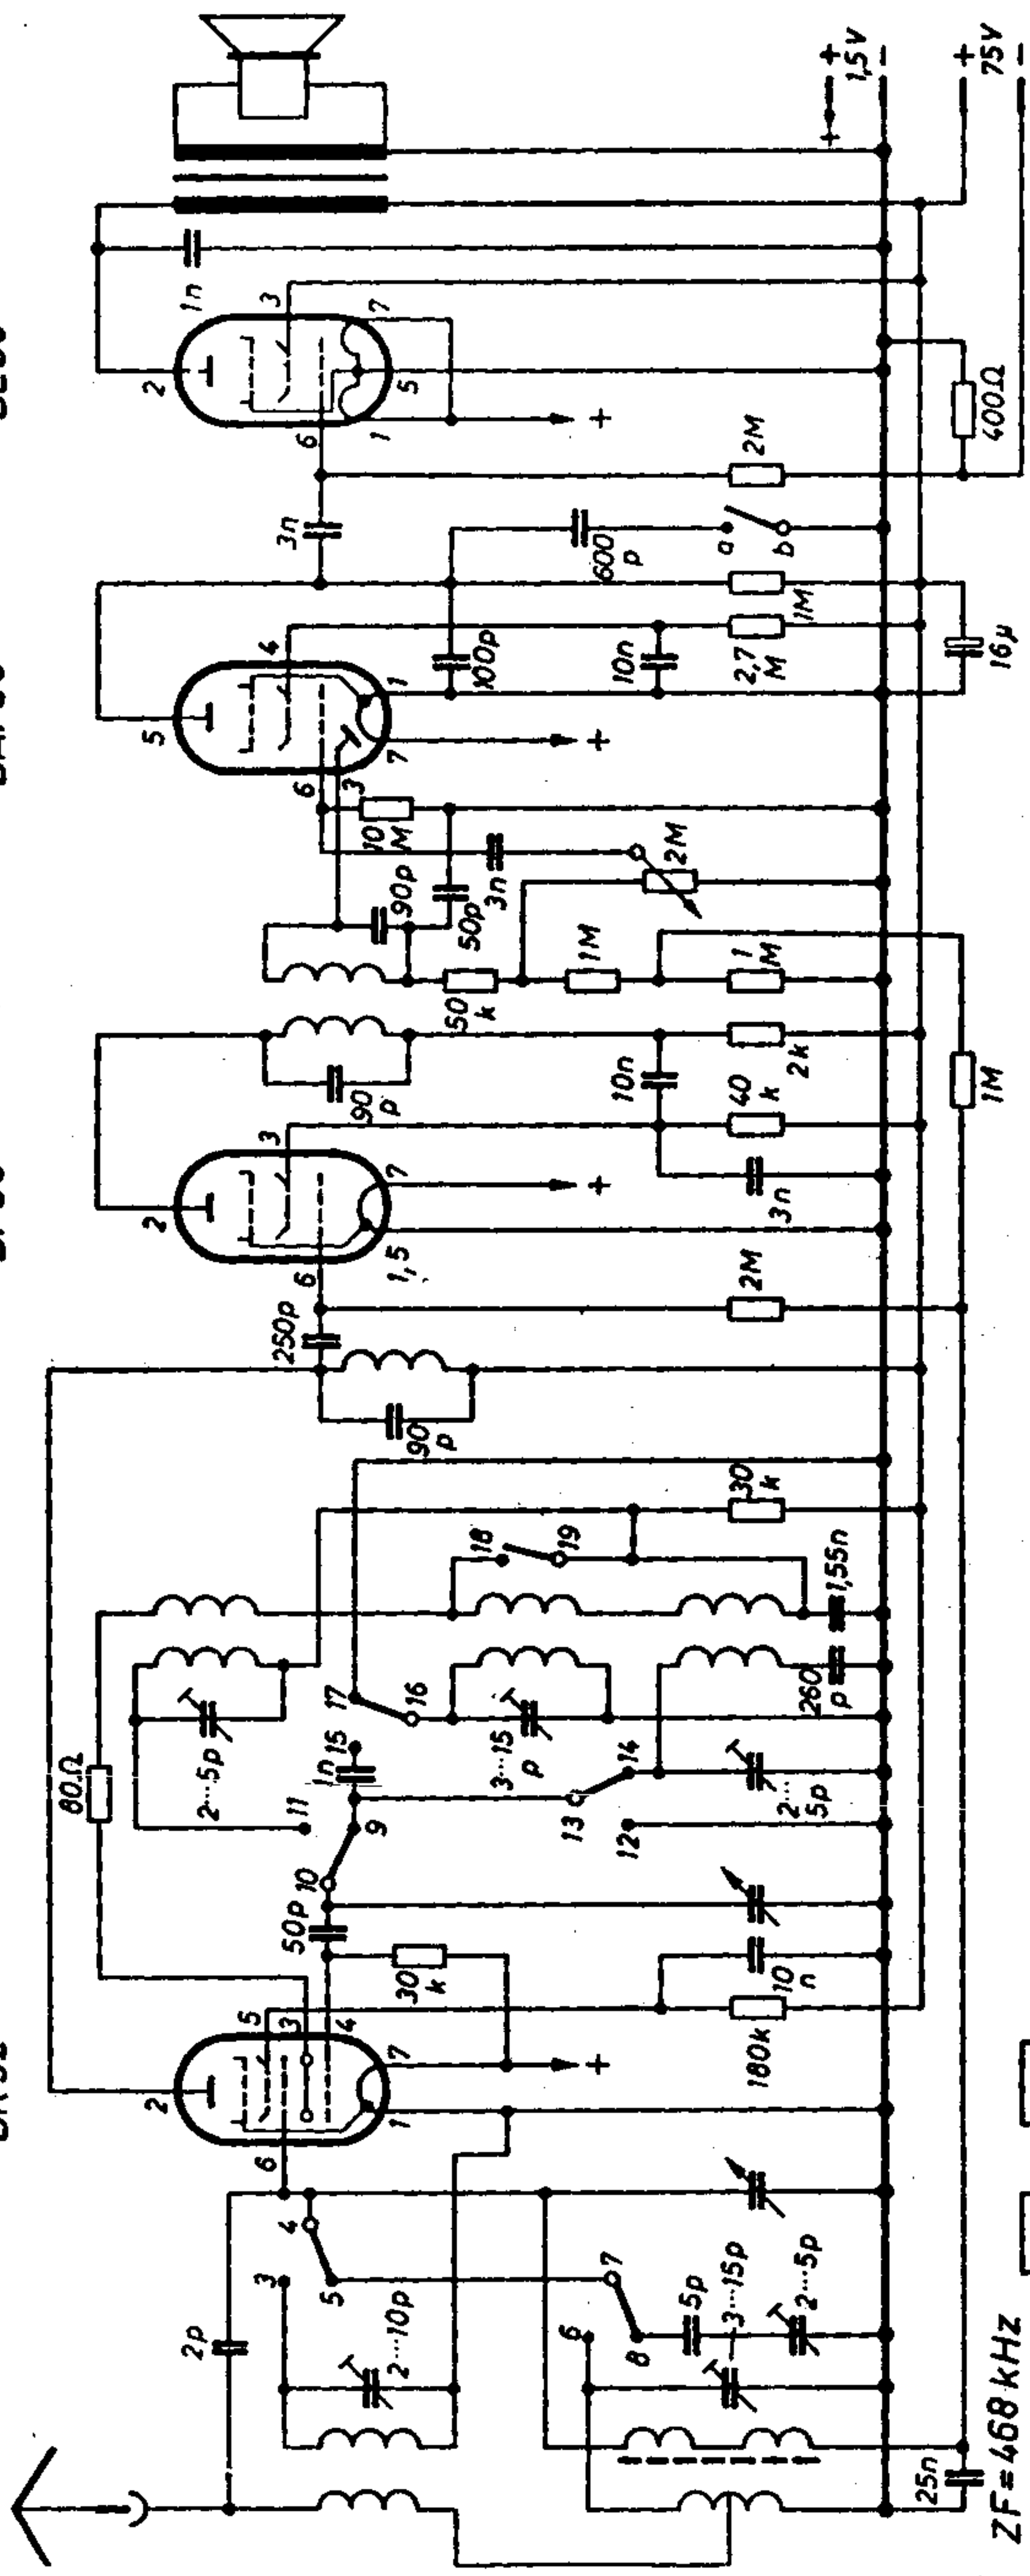 2p
3
4
5
6
2...10p
6
7
8
5p
3...15p
2...5p
25n
ZF=468 kHz
2
5
3
4
6
1
7
+
30
k
50p
180k
10
n
80Ω
2...5p
10
9
11
1n
15
17
16
13
14
12
3...15
p
2...
5p
18
19
260
p
1,55n
30
k
90
p
250p
2
3
6
1,5
7
+
2M
3n
40
k
10n
2k
90
p
90p
50p
50
k
1M
1
M
1M
2M
3n
10
M
5
4
6
3
7
1
+
100p
10n
2,7
M
1M
16µ
600
p
a
b
3n
2M
2
3
6
1
5
7
+
1n
400Ω
+
+
1,5V
-
+
75V
-